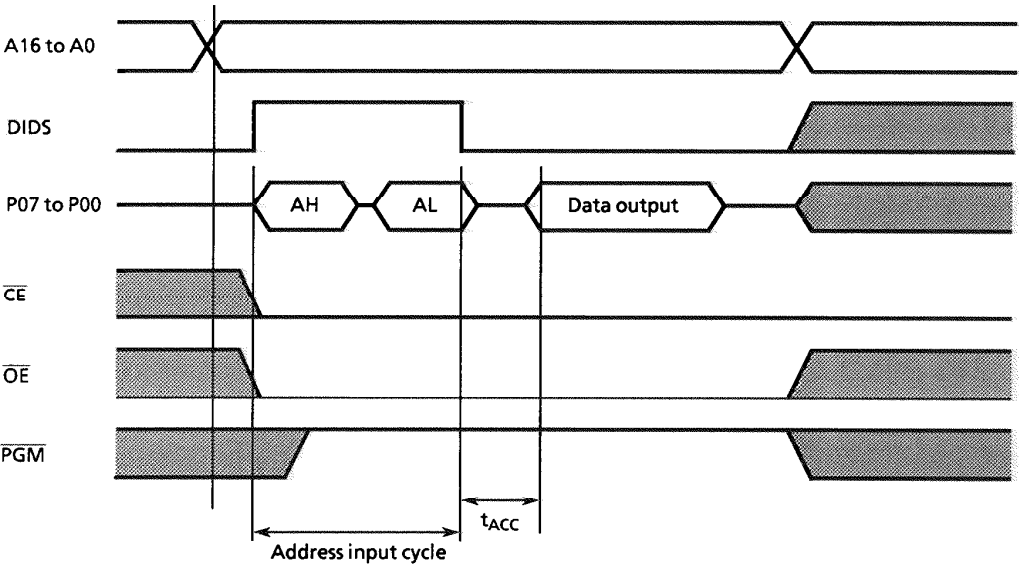 A16 to A0
DIDS
P07 to P00
AH
AL
Data output
CE
OE
PGM
tACC
Address input cycle